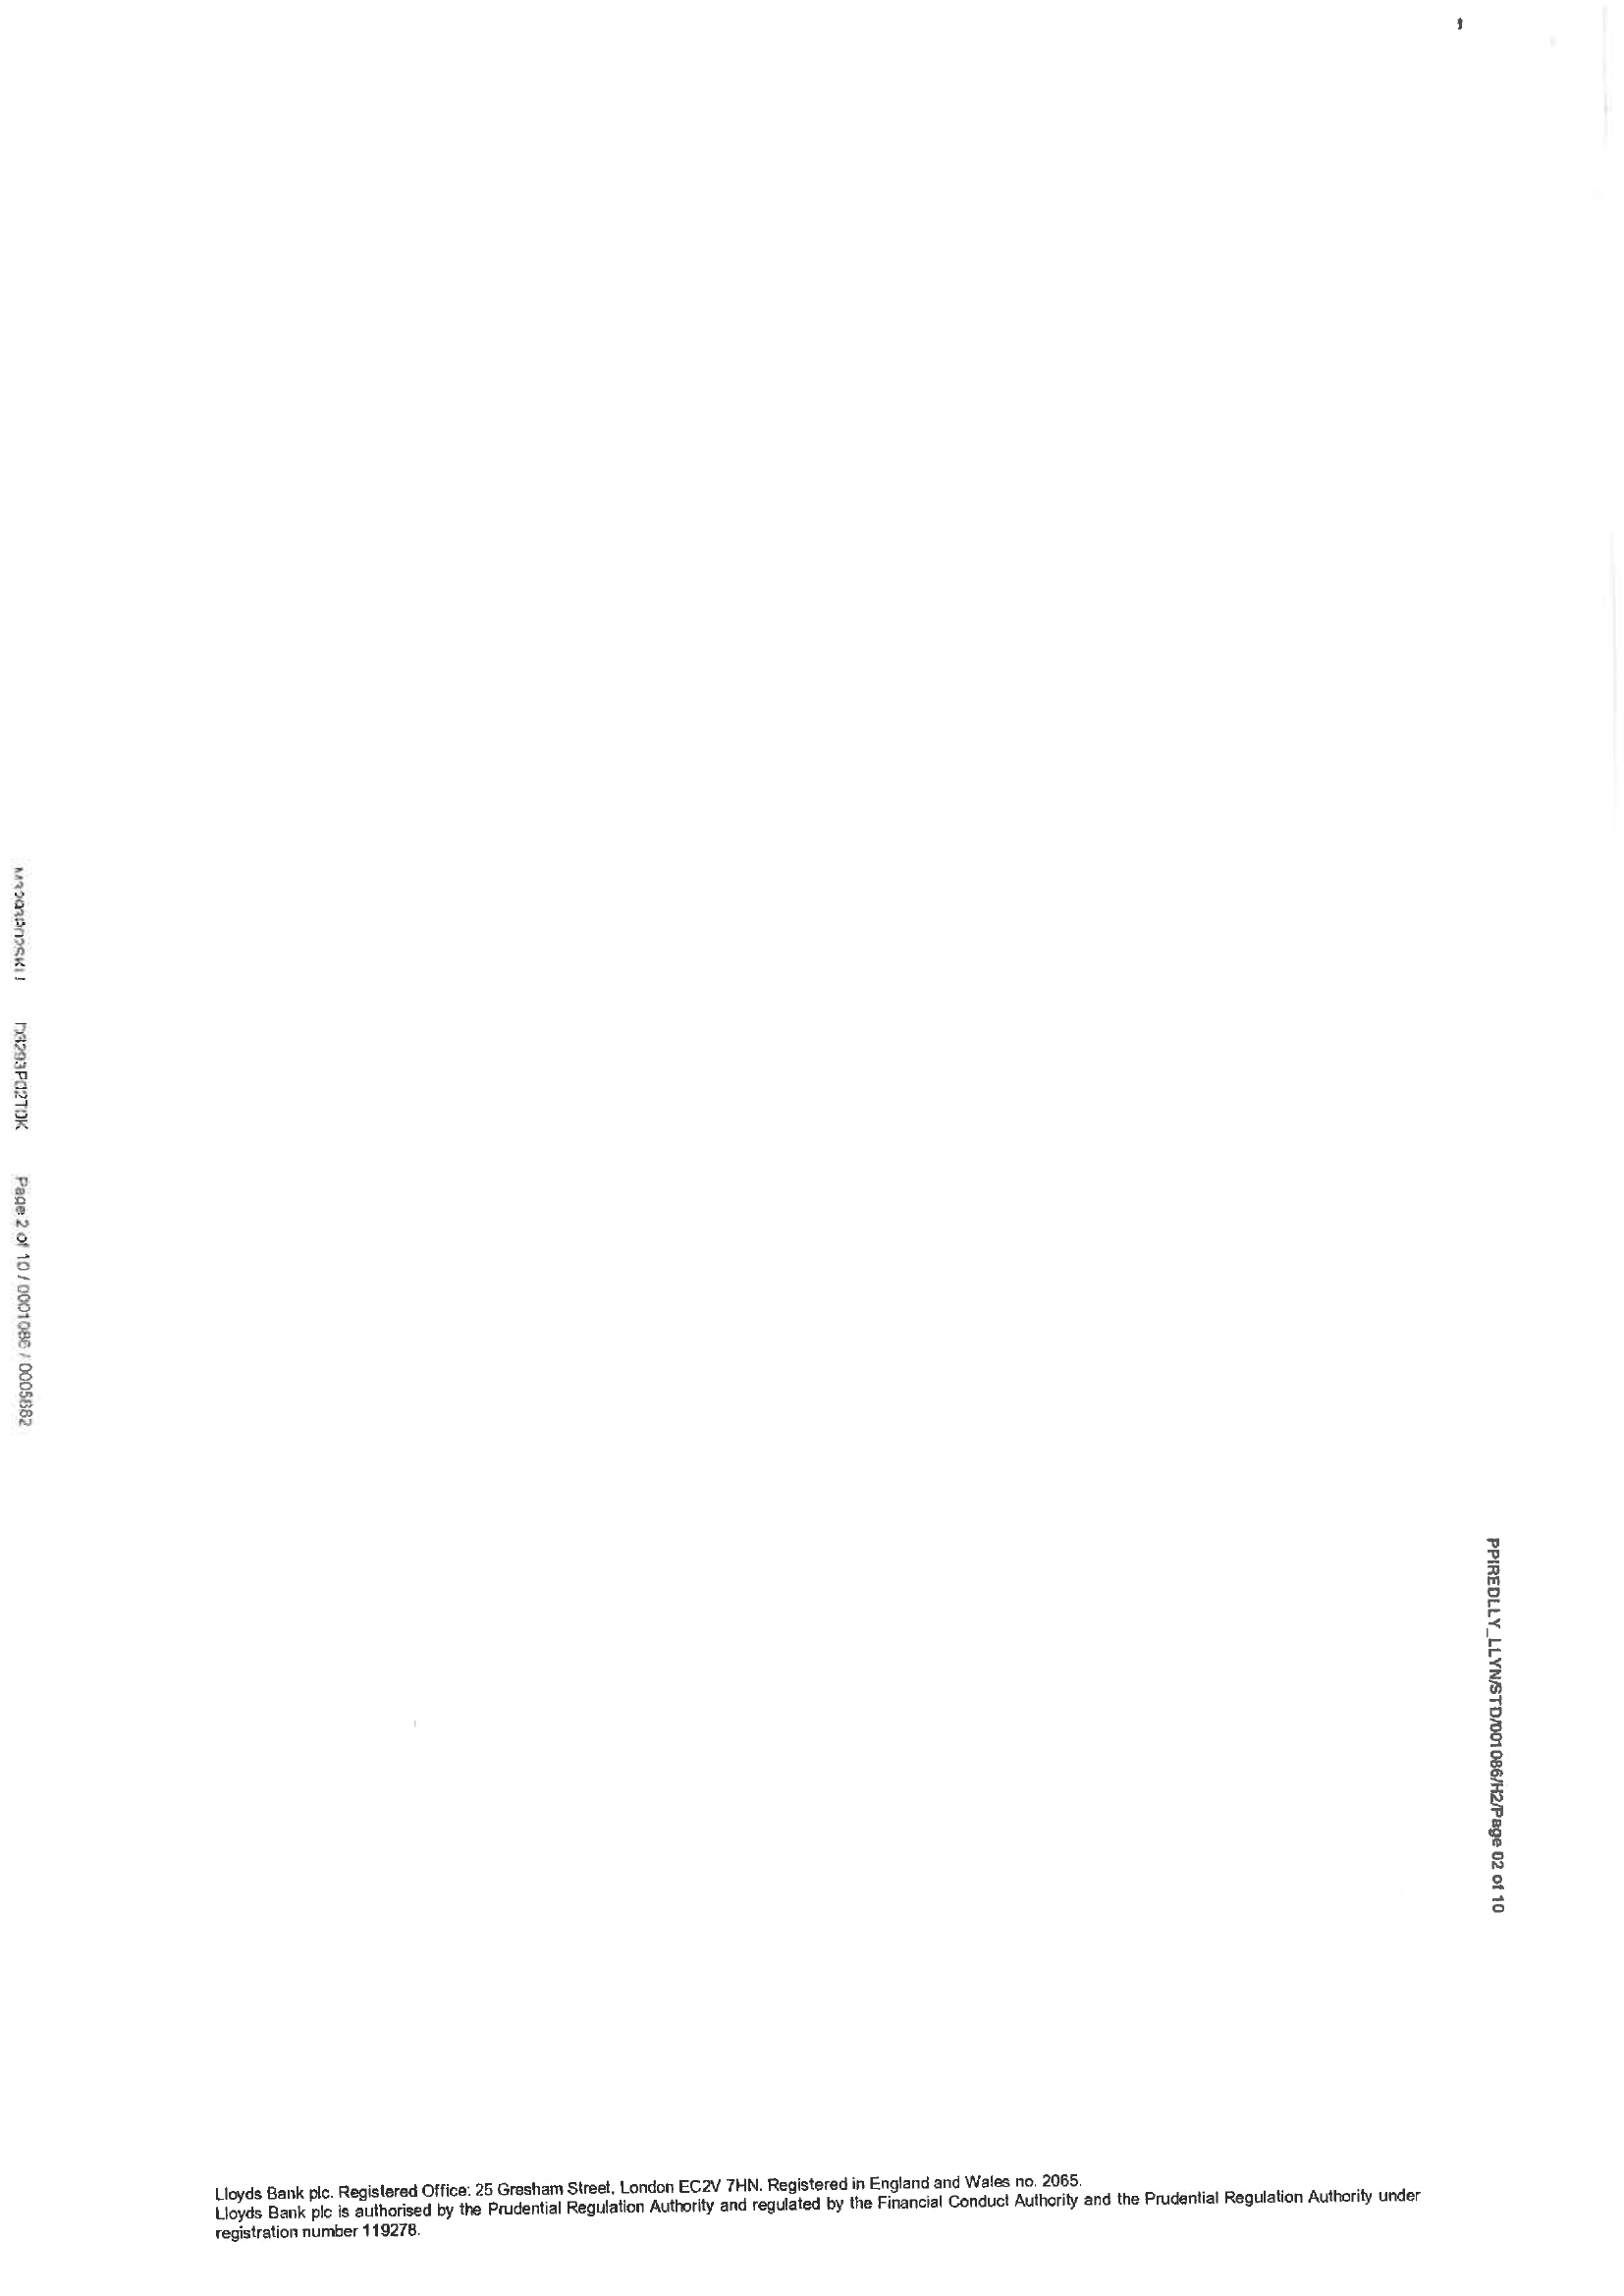 D3293P02T0K Page 2 of 10 / 0001086 / 0005682
PPIREDLLY_LLYN/STD/001086/H2/Page 02 of 10
Lloyds Bank plc. Registered Office: 25 Gresham Street, London EC2V 7HN. Registered in England and Wales no. 2065.
Lloyds Bank plc is authorised by the Prudential Regulation Authority and regulated by the Financial Conduct Authority and the Prudential Regulation Authority under
registration number 119278.